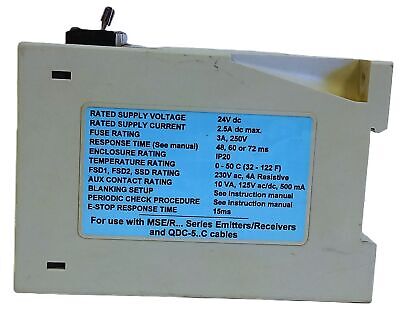 RATED SUPPLY VOLTAGE 24V dc
RATED SUPPLY CURRENT 2.5A dc max.
FUSE RATING 3A, 250V
RESPONSE TIME (See manual) 48, 60 or 72 ms
ENCLOSURE RATING IP20
TEMPERATURE RATING 0 - 50 C (32 - 122 F)
FSD1, FSD2, SSD RATING 230V ac, 4A Resistive
AUX CONTACT RATING 10 VA, 125V ac/dc, 500 mA
BLANKING SETUP See Instruction manual
PERIODIC CHECK PROCEDURE See Instruction manual
E-STOP RESPONSE TIME 15ms
For use with MSE/R... Series Emitters/Receivers
and QDC-5..C cables